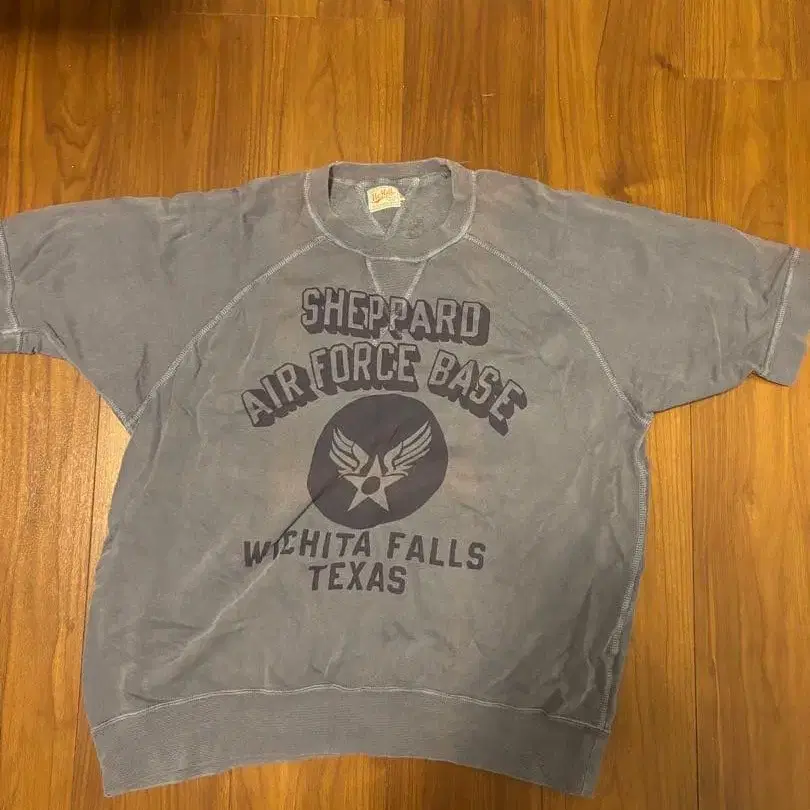 SHEPPARD
AIR FORCE BASE
WICHITA FALLS
TEXAS